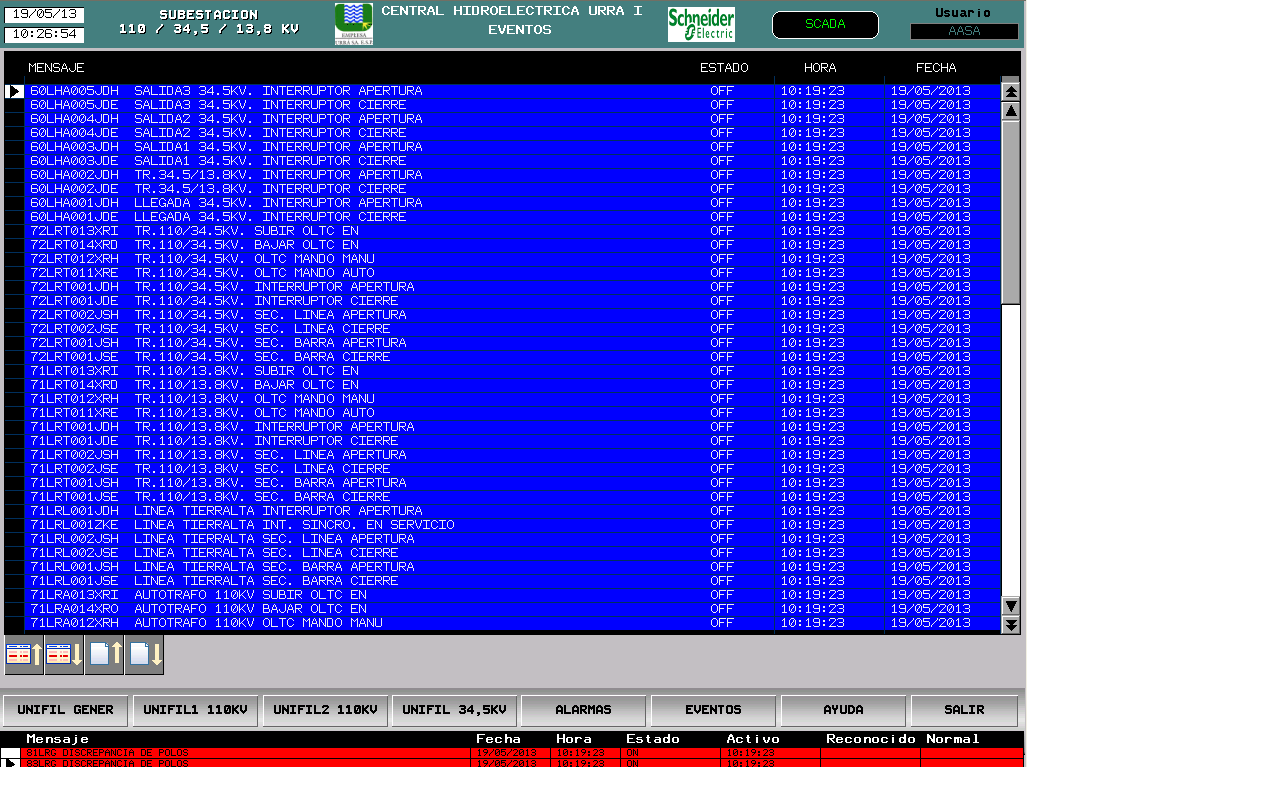 19/05/13 SUBESTACION CENTRAL HIDROELECTRICA URRA I Schneider SCADA Usuario
10:26:54 110 / 34,5 / 13,8 KV EMPRESA URRA S.A. E.S.P. EVENTOS Electric AASA
MENSAJE ESTADO HORA FECHA
60LHA005JDH SALIDA3 34.5KV. INTERRUPTOR APERTURA OFF 10:19:23 19/05/2013
60LHA005JDE SALIDA3 34.5KV. INTERRUPTOR CIERRE OFF 10:19:23 19/05/2013
60LHA004JDH SALIDA2 34.5KV. INTERRUPTOR APERTURA OFF 10:19:23 19/05/2013
60LHA004JDE SALIDA2 34.5KV. INTERRUPTOR CIERRE OFF 10:19:23 19/05/2013
60LHA003JDH SALIDA1 34.5KV. INTERRUPTOR APERTURA OFF 10:19:23 19/05/2013
60LHA003JDE SALIDA1 34.5KV. INTERRUPTOR CIERRE OFF 10:19:23 19/05/2013
60LHA002JDH TR.34.5/13.8KV. INTERRUPTOR APERTURA OFF 10:19:23 19/05/2013
60LHA002JDE TR.34.5/13.8KV. INTERRUPTOR CIERRE OFF 10:19:23 19/05/2013
60LHA001JDH LLEGADA 34.5KV. INTERRUPTOR APERTURA OFF 10:19:23 19/05/2013
60LHA001JDE LLEGADA 34.5KV. INTERRUPTOR CIERRE OFF 10:19:23 19/05/2013
72LRT013XRI TR.110/34.5KV. SUBIR OLTC EN OFF 10:19:23 19/05/2013
72LRT014XRO TR.110/34.5KV. BAJAR OLTC EN OFF 10:19:23 19/05/2013
72LRT012XRH TR.110/34.5KV. OLTC MANDO MANU OFF 10:19:23 19/05/2013
72LRT011XRE TR.110/34.5KV. OLTC MANDO AUTO OFF 10:19:23 19/05/2013
72LRT001JDH TR.110/34.5KV. INTERRUPTOR APERTURA OFF 10:19:23 19/05/2013
72LRT001JDE TR.110/34.5KV. INTERRUPTOR CIERRE OFF 10:19:23 19/05/2013
72LRT002JSH TR.110/34.5KV. SEC. LINEA APERTURA OFF 10:19:23 19/05/2013
72LRT002JSE TR.110/34.5KV. SEC. LINEA CIERRE OFF 10:19:23 19/05/2013
72LRT001JSH TR.110/34.5KV. SEC. BARRA APERTURA OFF 10:19:23 19/05/2013
72LRT001JSE TR.110/34.5KV. SEC. BARRA CIERRE OFF 10:19:23 19/05/2013
71LRT013XRI TR.110/13.8KV. SUBIR OLTC EN OFF 10:19:23 19/05/2013
71LRT014XRO TR.110/13.8KV. BAJAR OLTC EN OFF 10:19:23 19/05/2013
71LRT012XRH TR.110/13.8KV. OLTC MANDO MANU OFF 10:19:23 19/05/2013
71LRT011XRE TR.110/13.8KV. OLTC MANDO AUTO OFF 10:19:23 19/05/2013
71LRT001JDH TR.110/13.8KV. INTERRUPTOR APERTURA OFF 10:19:23 19/05/2013
71LRT001JDE TR.110/13.8KV. INTERRUPTOR CIERRE OFF 10:19:23 19/05/2013
71LRT002JSH TR.110/13.8KV. SEC. LINEA APERTURA OFF 10:19:23 19/05/2013
71LRT002JSE TR.110/13.8KV. SEC. LINEA CIERRE OFF 10:19:23 19/05/2013
71LRT001JSH TR.110/13.8KV. SEC. BARRA APERTURA OFF 10:19:23 19/05/2013
71LRT001JSE TR.110/13.8KV. SEC. BARRA CIERRE OFF 10:19:23 19/05/2013
71LRL001JDH LINEA TIERRALTA INTERRUPTOR APERTURA OFF 10:19:23 19/05/2013
71LRL001ZKE LINEA TIERRALTA INT. SINCRO. EN SERVICIO OFF 10:19:23 19/05/2013
71LRL002JSH LINEA TIERRALTA SEC. LINEA APERTURA OFF 10:19:23 19/05/2013
71LRL002JSE LINEA TIERRALTA SEC. LINEA CIERRE OFF 10:19:23 19/05/2013
71LRL001JSH LINEA TIERRALTA SEC. BARRA APERTURA OFF 10:19:23 19/05/2013
71LRL001JSE LINEA TIERRALTA SEC. BARRA CIERRE OFF 10:19:23 19/05/2013
71LRA013XRI AUTOTRAFO 110KV SUBIR OLTC EN OFF 10:19:23 19/05/2013
71LRA014XRO AUTOTRAFO 110KV BAJAR OLTC EN OFF 10:19:23 19/05/2013
71LRA012XRH AUTOTRAFO 110KV OLTC MANDO MANU OFF 10:19:23 19/05/2013
UNIFIL GENER UNIFIL1 110KV UNIFIL2 110KV UNIFIL 34,5KV ALARMAS EVENTOS AYUDA SALIR
Mensaje Fecha Hora Estado Activo Reconocido Normal
81LRG DISCREPANCIA DE POLOS 19/05/2013 10:19:23 ON 10:19:23
83LRG DISCREPANCIA DE POLOS 19/05/2013 10:19:23 ON 10:19:23